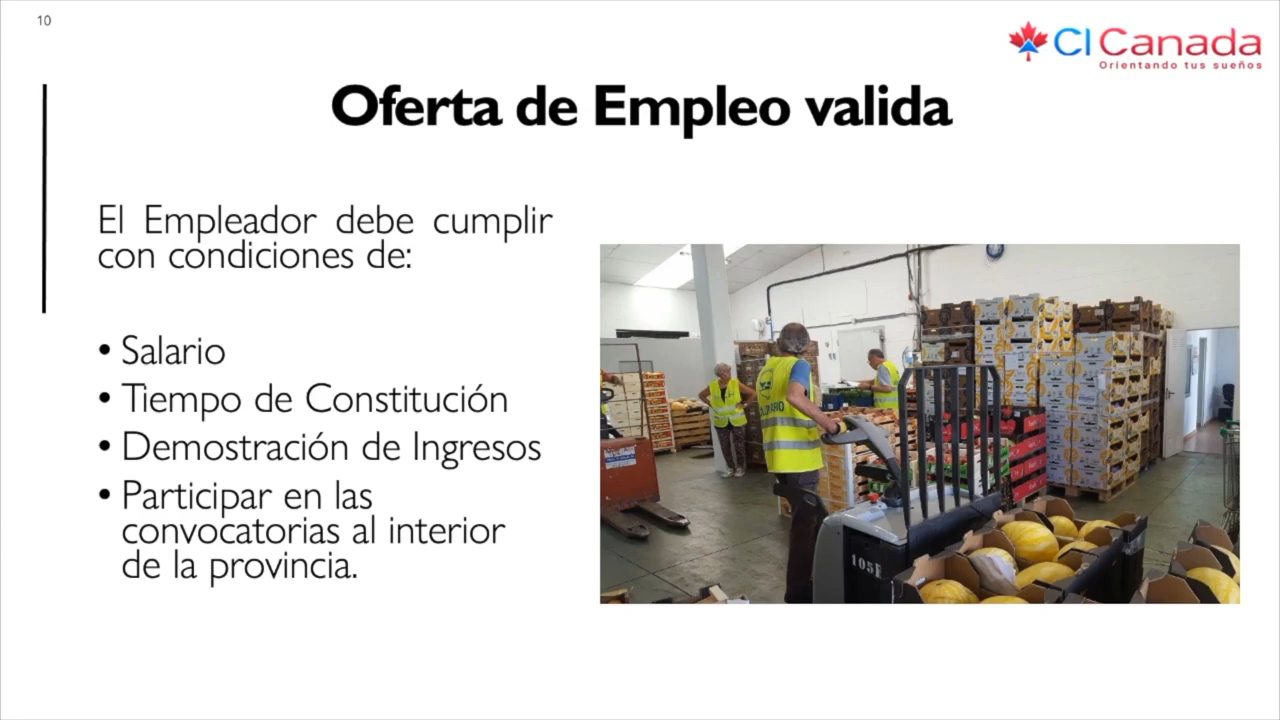 10
CI Canada
Orientando tus sueños
Oferta de Empleo valida
El Empleador debe cumplir
con condiciones de:
• Salario
• Tiempo de Constitución
• Demostración de Ingresos
• Participar en las
convocatorias al interior
de la provincia.
105F